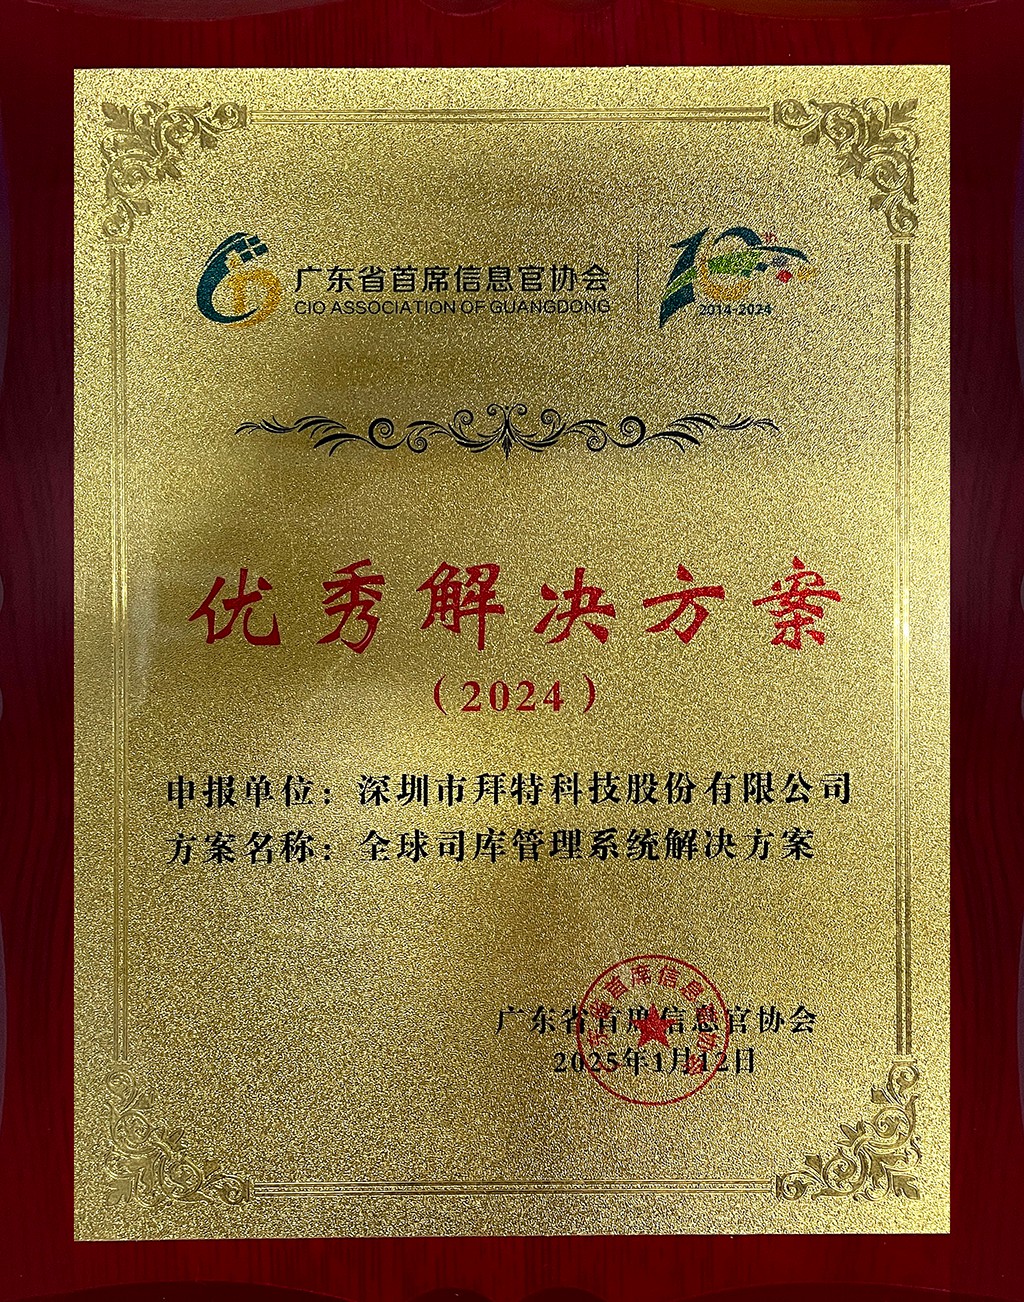 广东省首席信息官协会
CIO ASSOCIATION OF GUANGDONG
10
2014-2024
优秀解决方案
（2024）
申报单位：深圳市拜特科技股份有限公司
方案名称：全球司库管理系统解决方案
广东省首席信息官协会
2025年1月12日